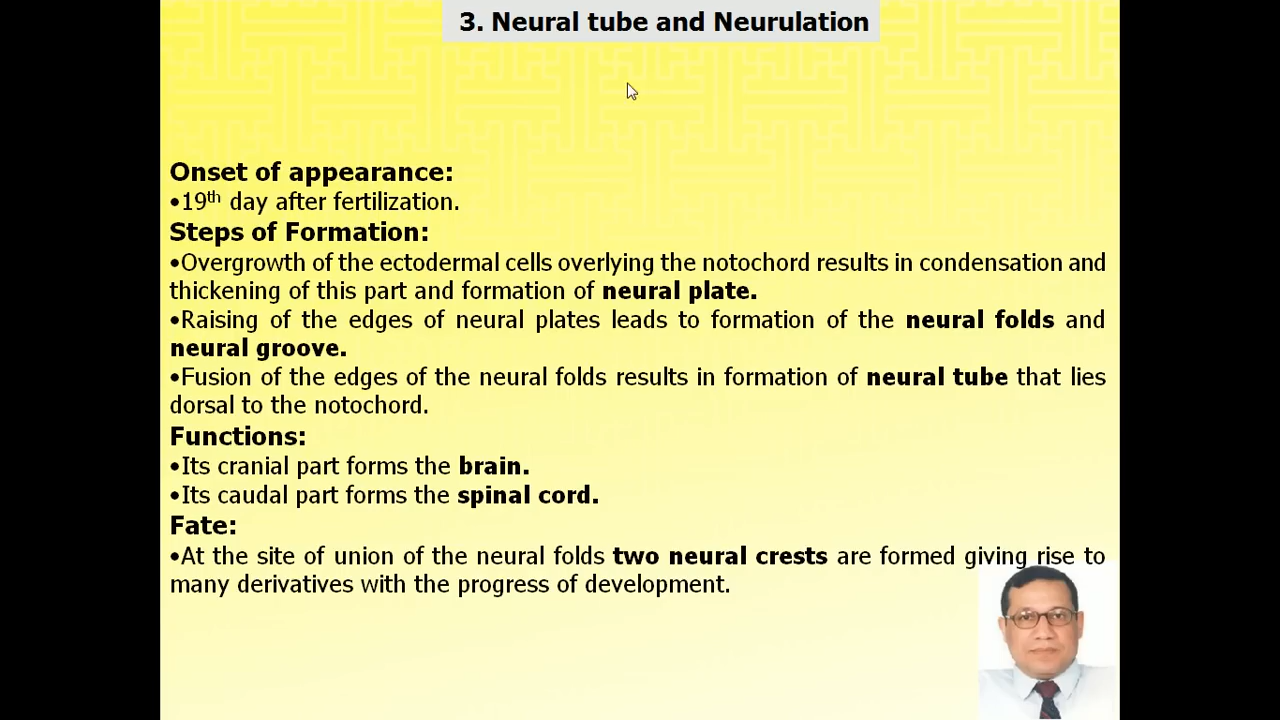 3. Neural tube and Neurulation
Onset of appearance:
•19th day after fertilization.
Steps of Formation:
•Overgrowth of the ectodermal cells overlying the notochord results in condensation and
thickening of this part and formation of neural plate.
•Raising of the edges of neural plates leads to formation of the neural folds and
neural groove.
•Fusion of the edges of the neural folds results in formation of neural tube that lies
dorsal to the notochord.
Functions:
•Its cranial part forms the brain.
•Its caudal part forms the spinal cord.
Fate:
•At the site of union of the neural folds two neural crests are formed giving rise to
many derivatives with the progress of development.